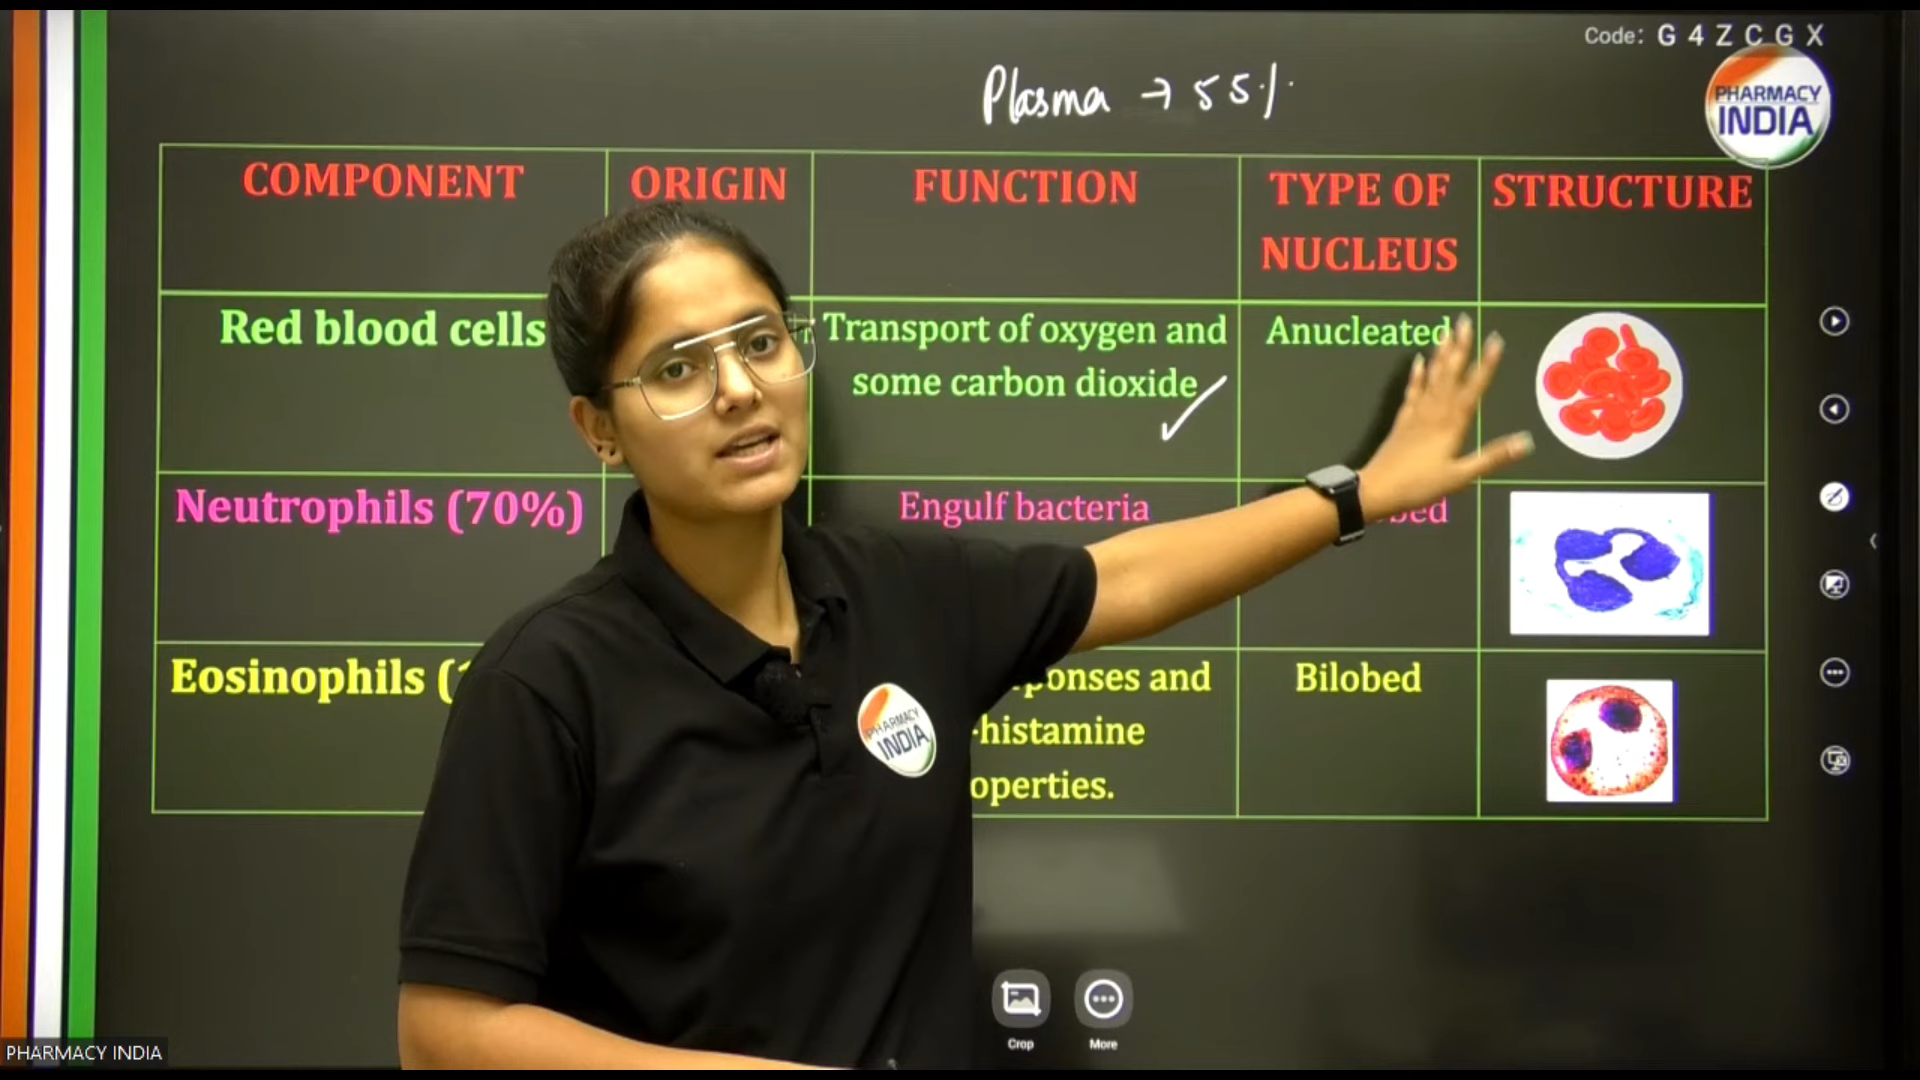 Code: G 4 Z C G X
Plasma → 55%
PHARMACY
INDIA
COMPONENT ORIGIN FUNCTION TYPE OF STRUCTURE
NUCLEUS
Red blood cells Transport of oxygen and Anucleated
some carbon dioxide
Neutrophils (70%) Engulf bacteria
Eosinophils ( and Bilobed
-histamine
PHARMACY
INDIA
Crop More
PHARMACY INDIA